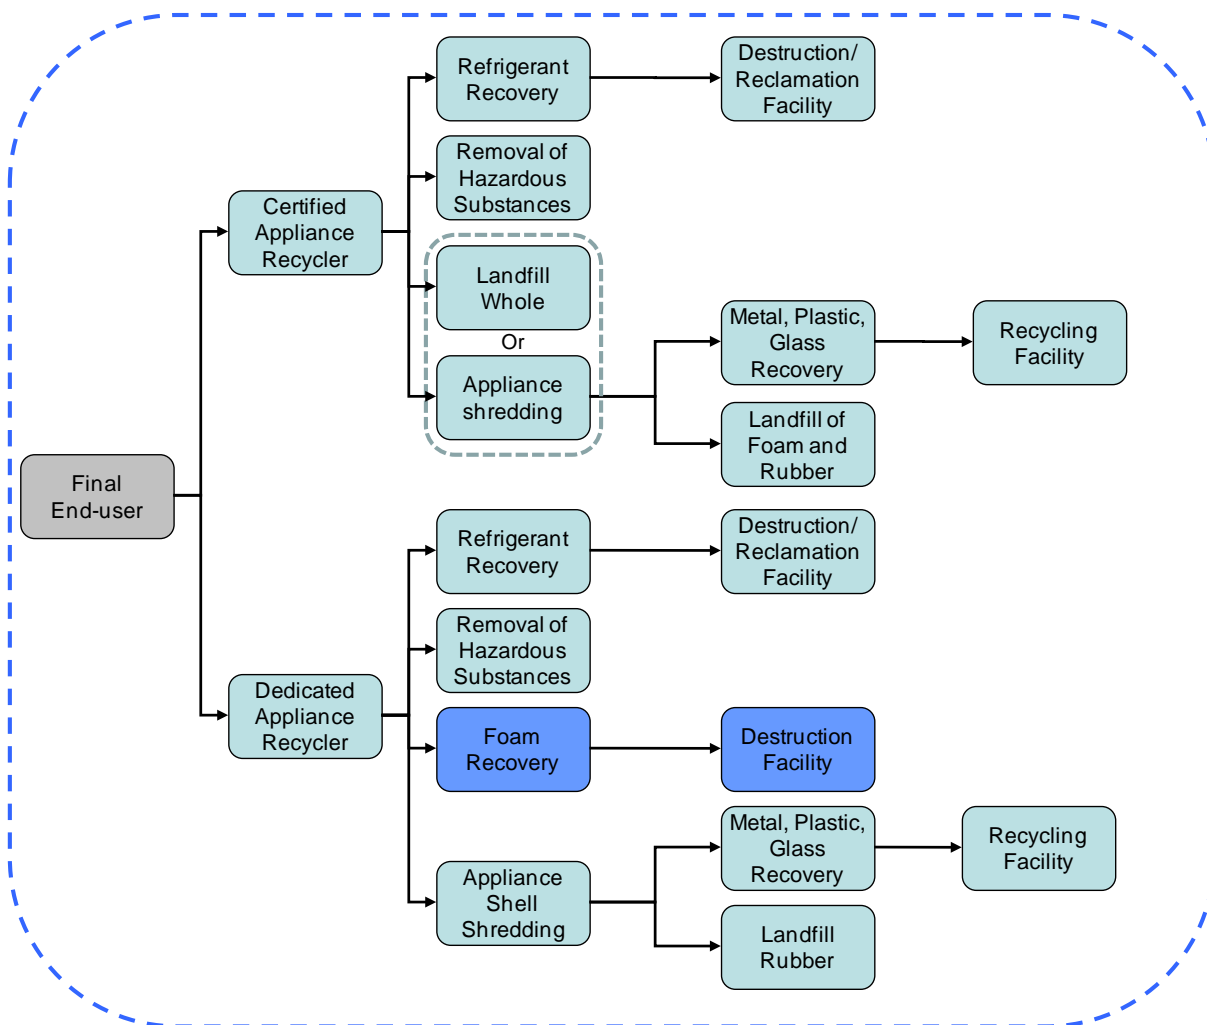 Refrigerant
Recovery
Destruction/
Reclamation
Facility
Removal of
Hazardous
Substances
Certified
Appliance
Recycler
Landfill
Whole
Or
Appliance
shredding
Metal, Plastic,
Glass
Recovery
Recycling
Facility
Landfill of
Foam and
Rubber
Final
End-user
Refrigerant
Recovery
Destruction/
Reclamation
Facility
Removal of
Hazardous
Substances
Dedicated
Appliance
Recycler
Foam
Recovery
Destruction
Facility
Appliance
Shell
Shredding
Metal, Plastic,
Glass
Recovery
Recycling
Facility
Landfill
Rubber